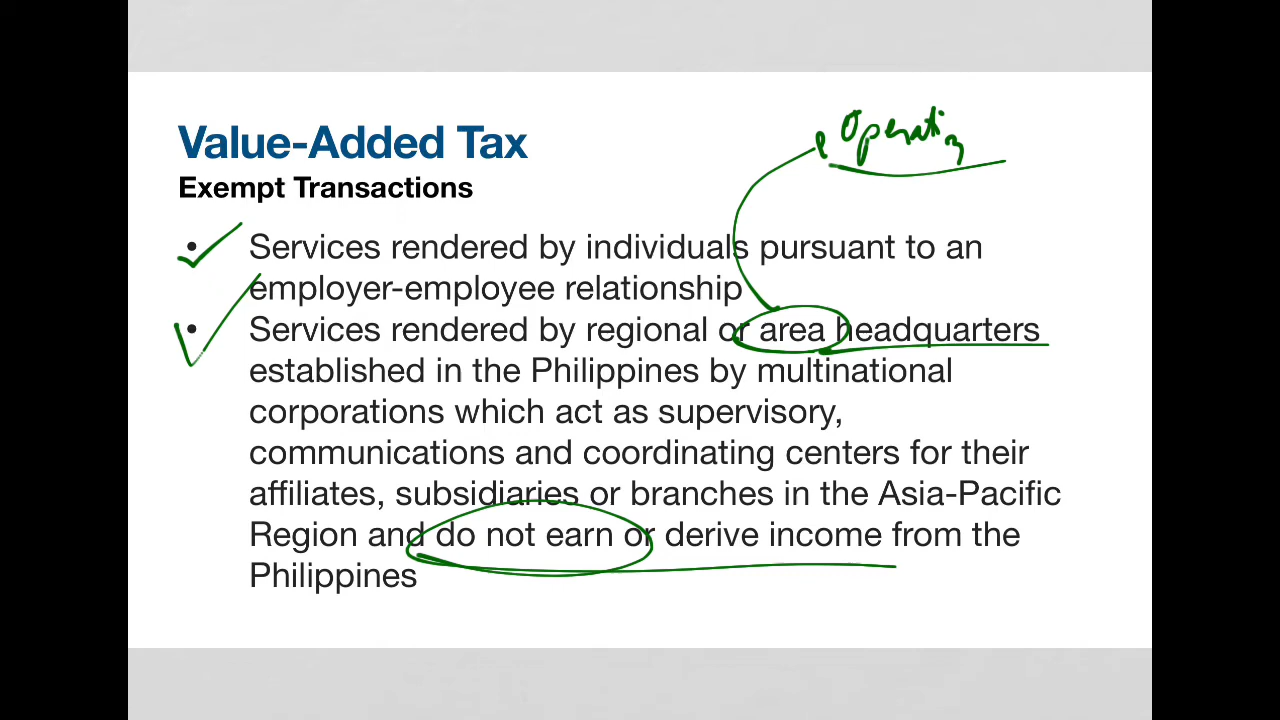 Value-Added Tax
Exempt Transactions
Operating
• Services rendered by individuals pursuant to an
employer-employee relationship
• Services rendered by regional or area headquarters
established in the Philippines by multinational
corporations which act as supervisory,
communications and coordinating centers for their
affiliates, subsidiaries or branches in the Asia-Pacific
Region and do not earn or derive income from the
Philippines